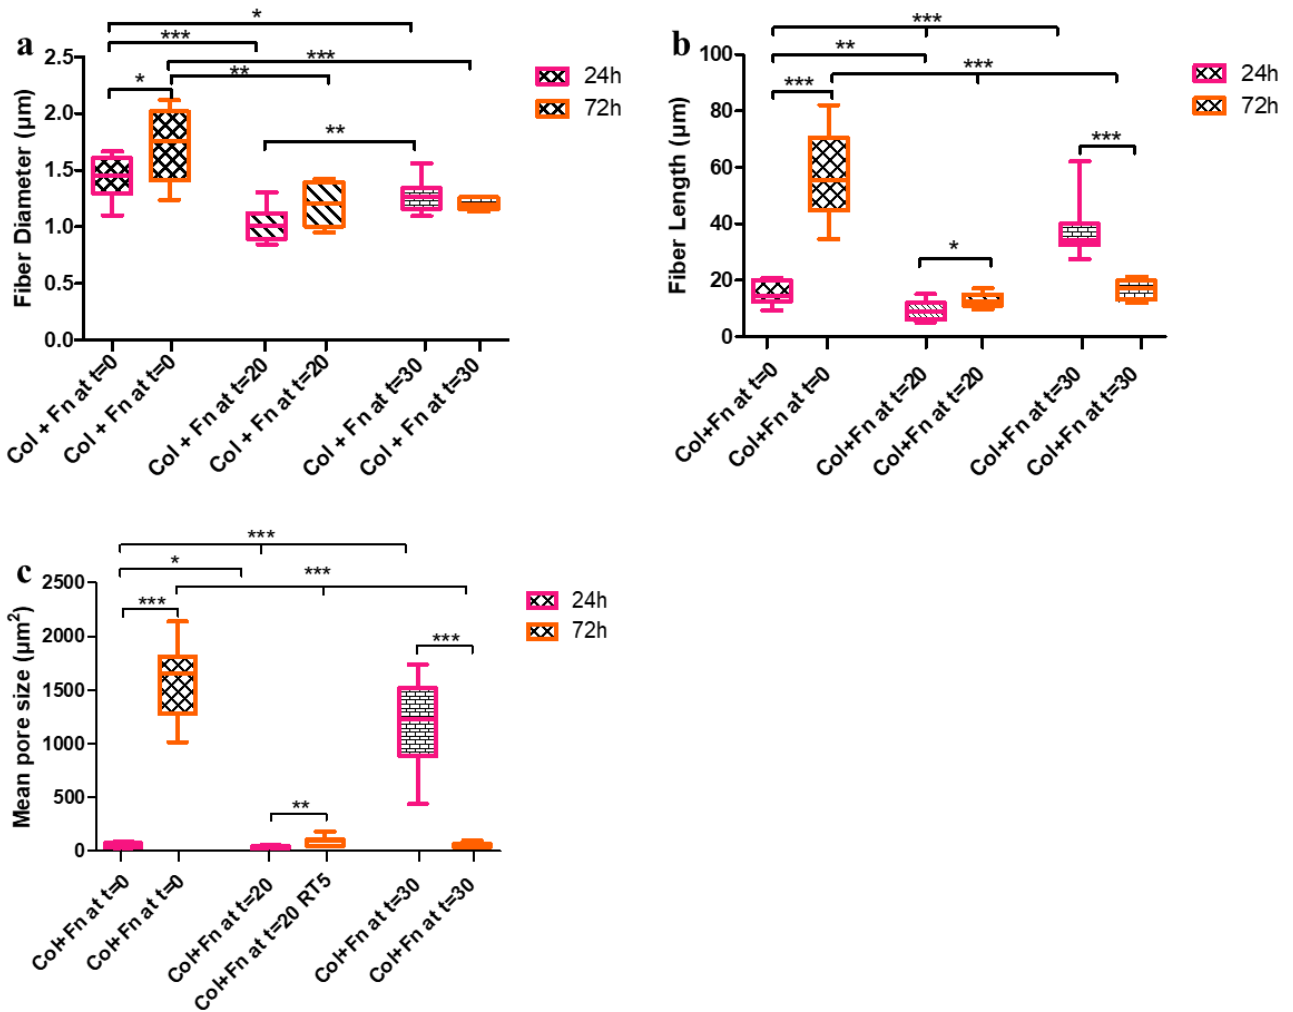 a
*
***
***
**
*
**
2.5
2.0
1.5
1.0
0.5
0.0
Fiber Diameter (µm)
24h
72h
Col + Fn at t=0
Col + Fn at t=0
Col + Fn at t=20
Col + Fn at t=20
Col + Fn at t=30
Col + Fn at t=30
b
***
**
***
***
***
*
100
80
60
40
20
0
Fiber Length (µm)
24h
72h
Col+Fn at t=0
Col+Fn at t=0
Col+Fn at t=20
Col+Fn at t=20
Col+Fn at t=30
Col+Fn at t=30
c
***
*
***
***
***
**
2500
2000
1500
1000
500
0
Mean pore size (µm²)
24h
72h
Col+Fn at t=0
Col+Fn at t=0
Col+Fn at t=20
Col+Fn at t=20 RT5
Col+Fn at t=30
Col+Fn at t=30